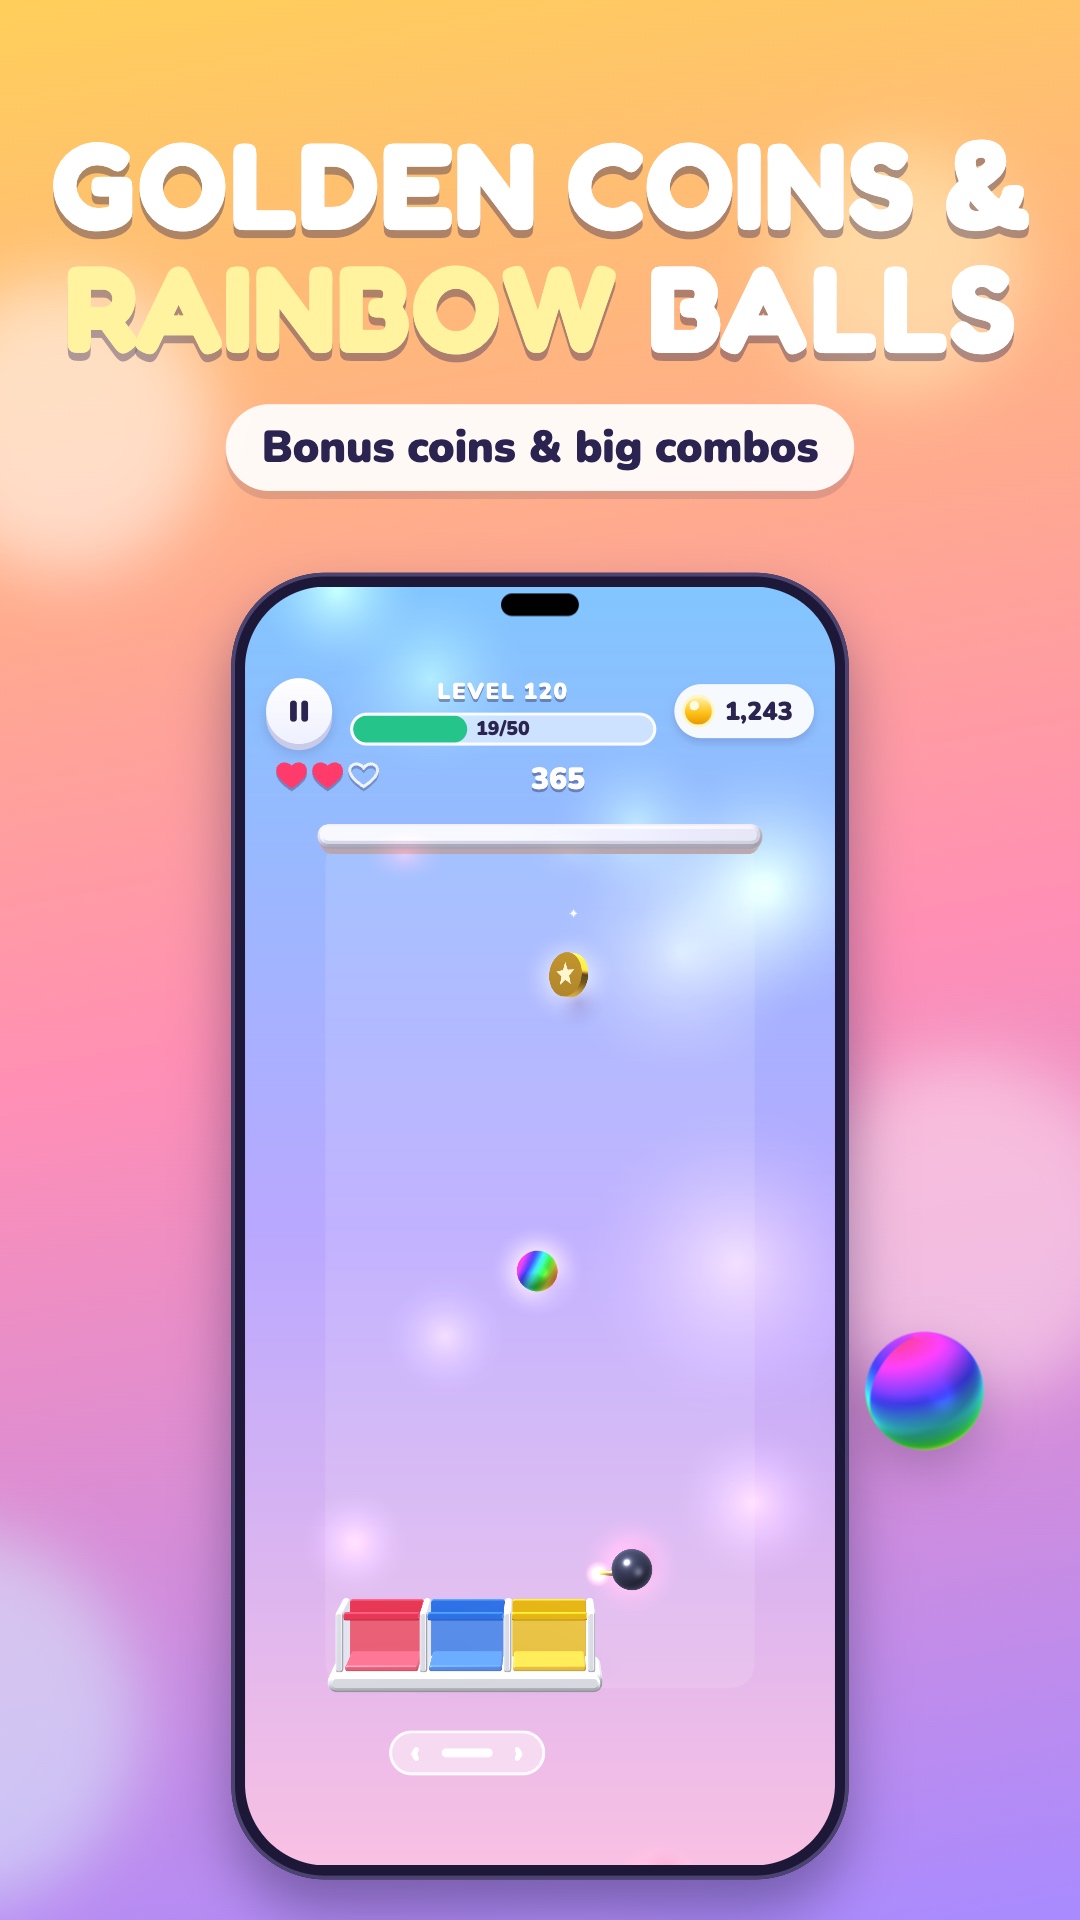 GOLDEN COINS &
RAINBOW BALLS
Bonus coins & big combos
LEVEL 120
19/50
1,243
365